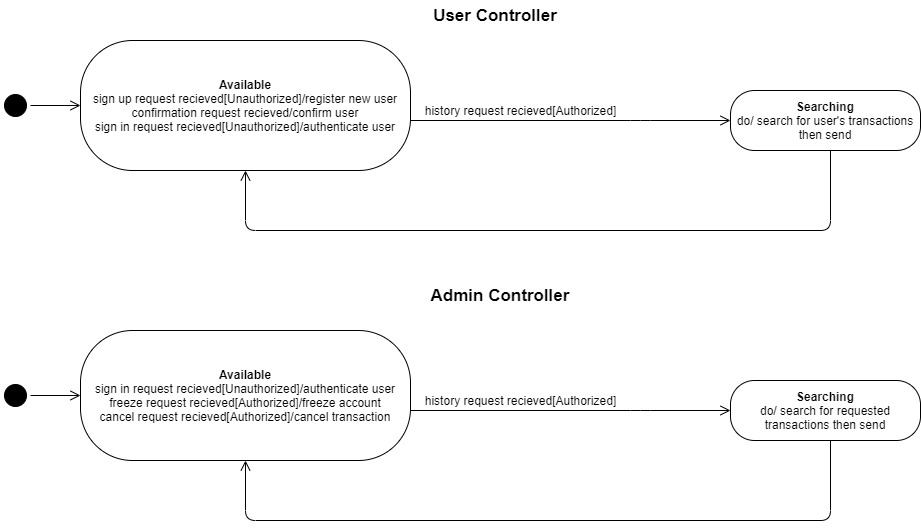 User Controller
Available
sign up request recieved[Unauthorized]/register new user
confirmation request recieved/confirm user
sign in request recieved[Unauthorized]/authenticate user
history request recieved[Authorized]
Searching
do/ search for user's transactions
then send
Admin Controller
Available
sign in request recieved[Unauthorized]/authenticate user
freeze request recieved[Authorized]/freeze account
cancel request recieved[Authorized]/cancel transaction
history request recieved[Authorized]
Searching
do/ search for requested
transactions then send